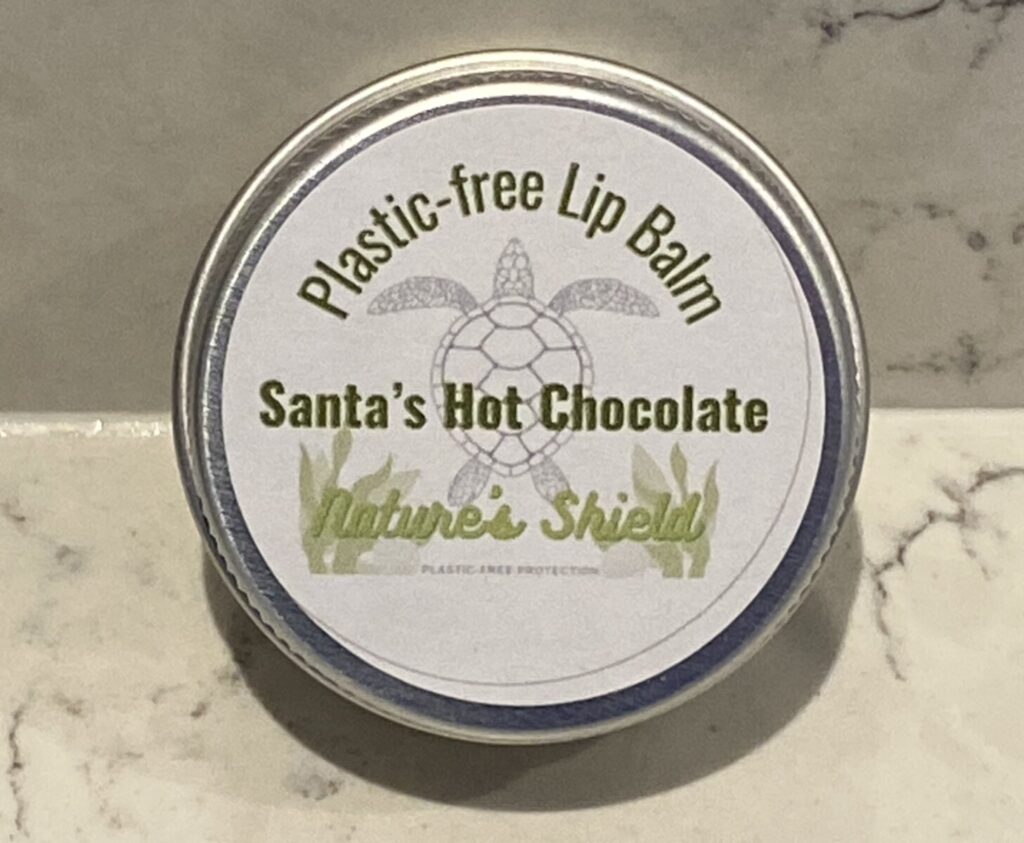 Plastic-free Lip Balm
Santa's Hot Chocolate
Nature's Shield
PLASTIC-FREE PROTECTION